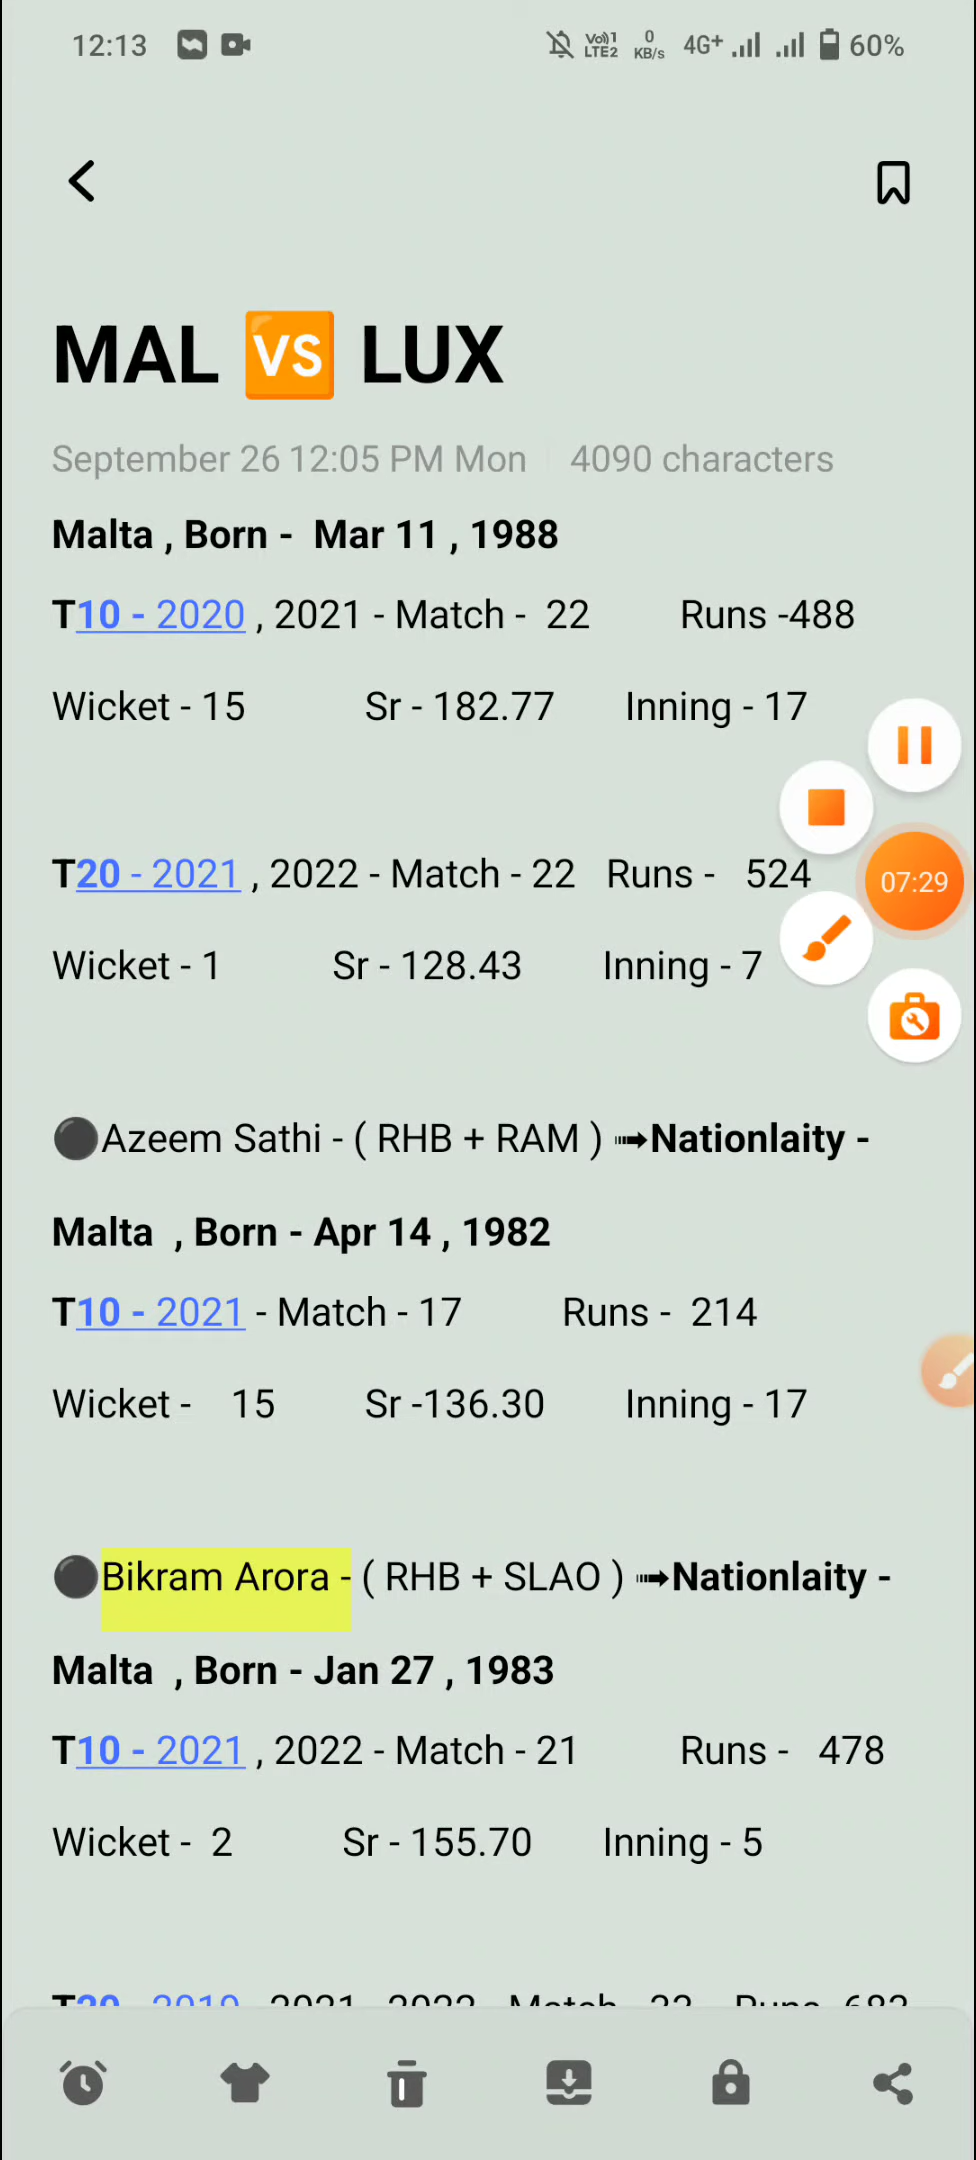 12:13 Vo)) 1 LTE2 0 KB/s 4G+ 60%
MAL VS LUX
September 26 12:05 PM Mon 4090 characters
Malta , Born - Mar 11 , 1988
T10 - 2020 , 2021 - Match - 22 Runs -488
Wicket - 15 Sr - 182.77 Inning - 17
T20 - 2021 , 2022 - Match - 22 Runs - 524
07:29
Wicket - 1 Sr - 128.43 Inning - 7
⚫Azeem Sathi - ( RHB + RAM ) ➟Nationlaity -
Malta , Born - Apr 14 , 1982
T10 - 2021 - Match - 17 Runs - 214
Wicket - 15 Sr -136.30 Inning - 17
⚫Bikram Arora - ( RHB + SLAO ) ➟Nationlaity -
Malta , Born - Jan 27 , 1983
T10 - 2021 , 2022 - Match - 21 Runs - 478
Wicket - 2 Sr - 155.70 Inning - 5